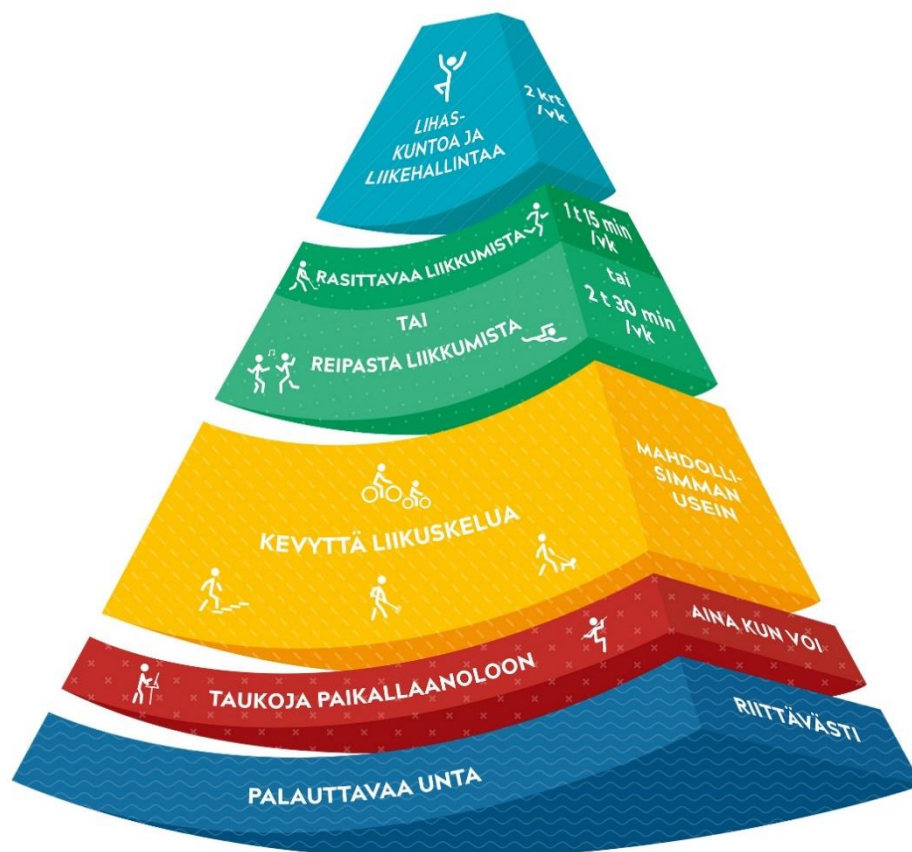 LIHAS-
KUNTOA JA
LIIKEHALLINTAA
2 krt
/vk
RASITTAVAA LIIKKUMISTA
1 t 15 min
/vk
TAI
REIPASTA LIIKKUMISTA
tai
2 t 30 min
/vk
KEVYTTÄ LIIKUSKELUA
MAHDOLLI-
SIMMAN
USEIN
TAUKOJA PAIKALLAANOLOON
AINA KUN VOI
PALAUTTAVAA UNTA
RIITTÄVÄSTI